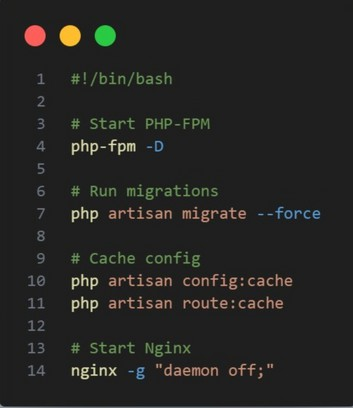 1 #!/bin/bash
2
3 # Start PHP-FPM
4 php-fpm -D
5
6 # Run migrations
7 php artisan migrate --force
8
9 # Cache config
10 php artisan config:cache
11 php artisan route:cache
12
13 # Start Nginx
14 nginx -g "daemon off;"